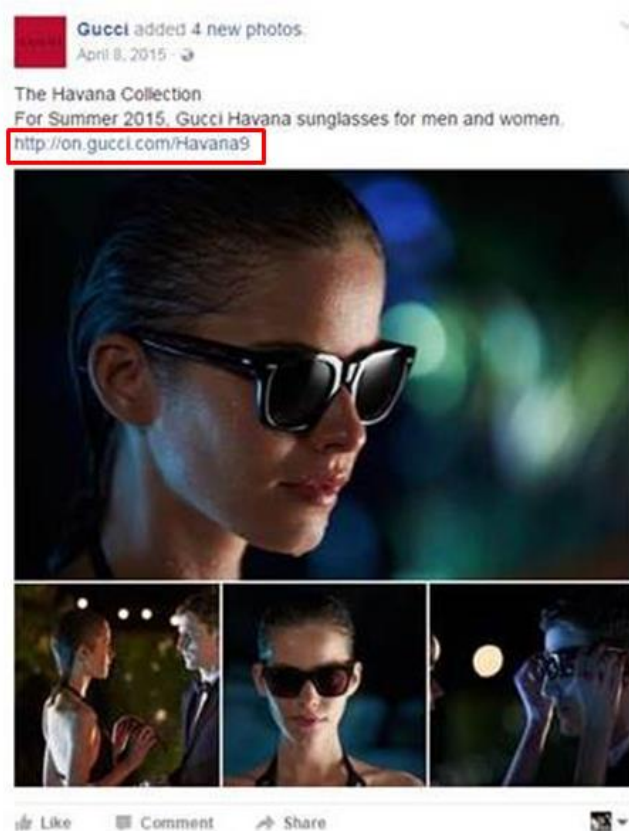 Gucci added 4 new photos.
April 8, 2015
The Havana Collection
For Summer 2015, Gucci Havana sunglasses for men and women.
http://on.gucci.com/Havana9
Like Comment Share